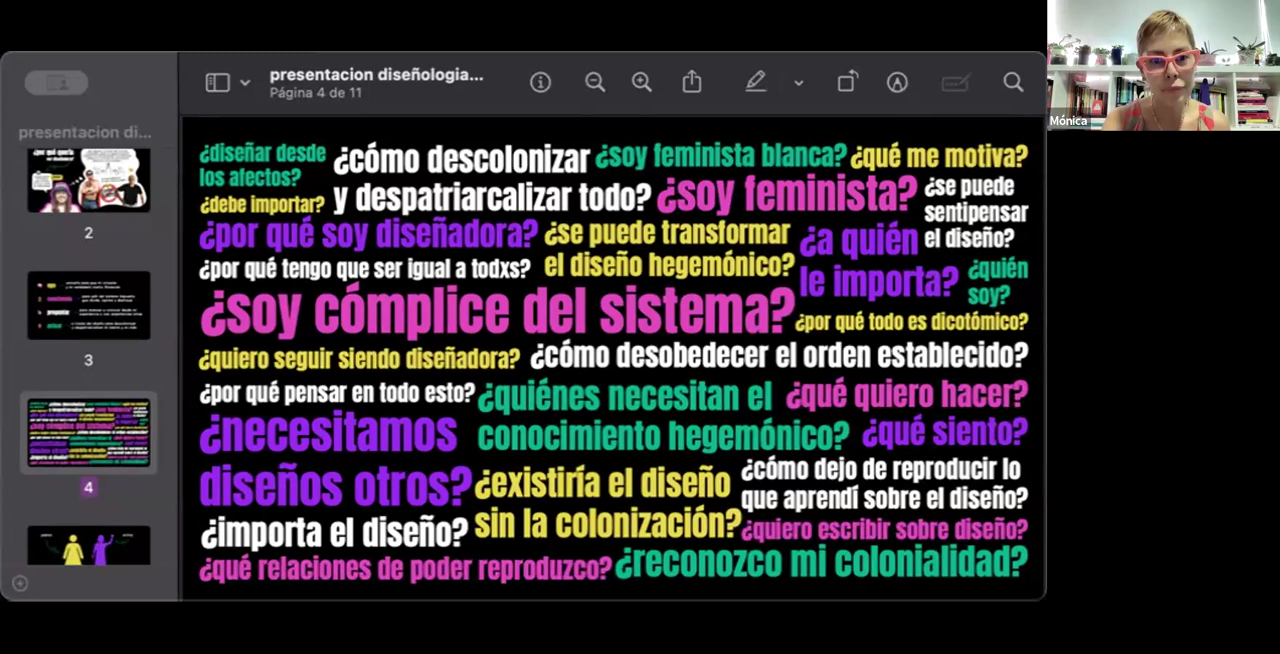 presentacion diseñologia...
Página 4 de 11
presentacion di...
2
3
4
Mónica
¿diseñar desde
los afectos?
¿debe importar?
¿cómo descolonizar
y despatriarcalizar todo?
¿soy feminista blanca?
¿qué me motiva?
¿soy feminista?
¿se puede
sentipensar
el diseño?
¿por qué soy diseñadora?
¿se puede transformar
el diseño hegemónico?
¿a quién
le importa?
¿quién
soy?
¿por qué tengo que ser igual a todxs?
¿soy cómplice del sistema?
¿por qué todo es dicotómico?
¿quiero seguir siendo diseñadora?
¿cómo desobedecer el orden establecido?
¿por qué pensar en todo esto?
¿quiénes necesitan el
conocimiento hegemónico?
¿qué quiero hacer?
¿necesitamos
diseños otros?
¿qué siento?
¿existiría el diseño
sin la colonización?
¿cómo dejo de reproducir lo
que aprendí sobre el diseño?
¿importa el diseño?
¿quiero escribir sobre diseño?
¿qué relaciones de poder reproduzco?
¿reconozco mi colonialidad?